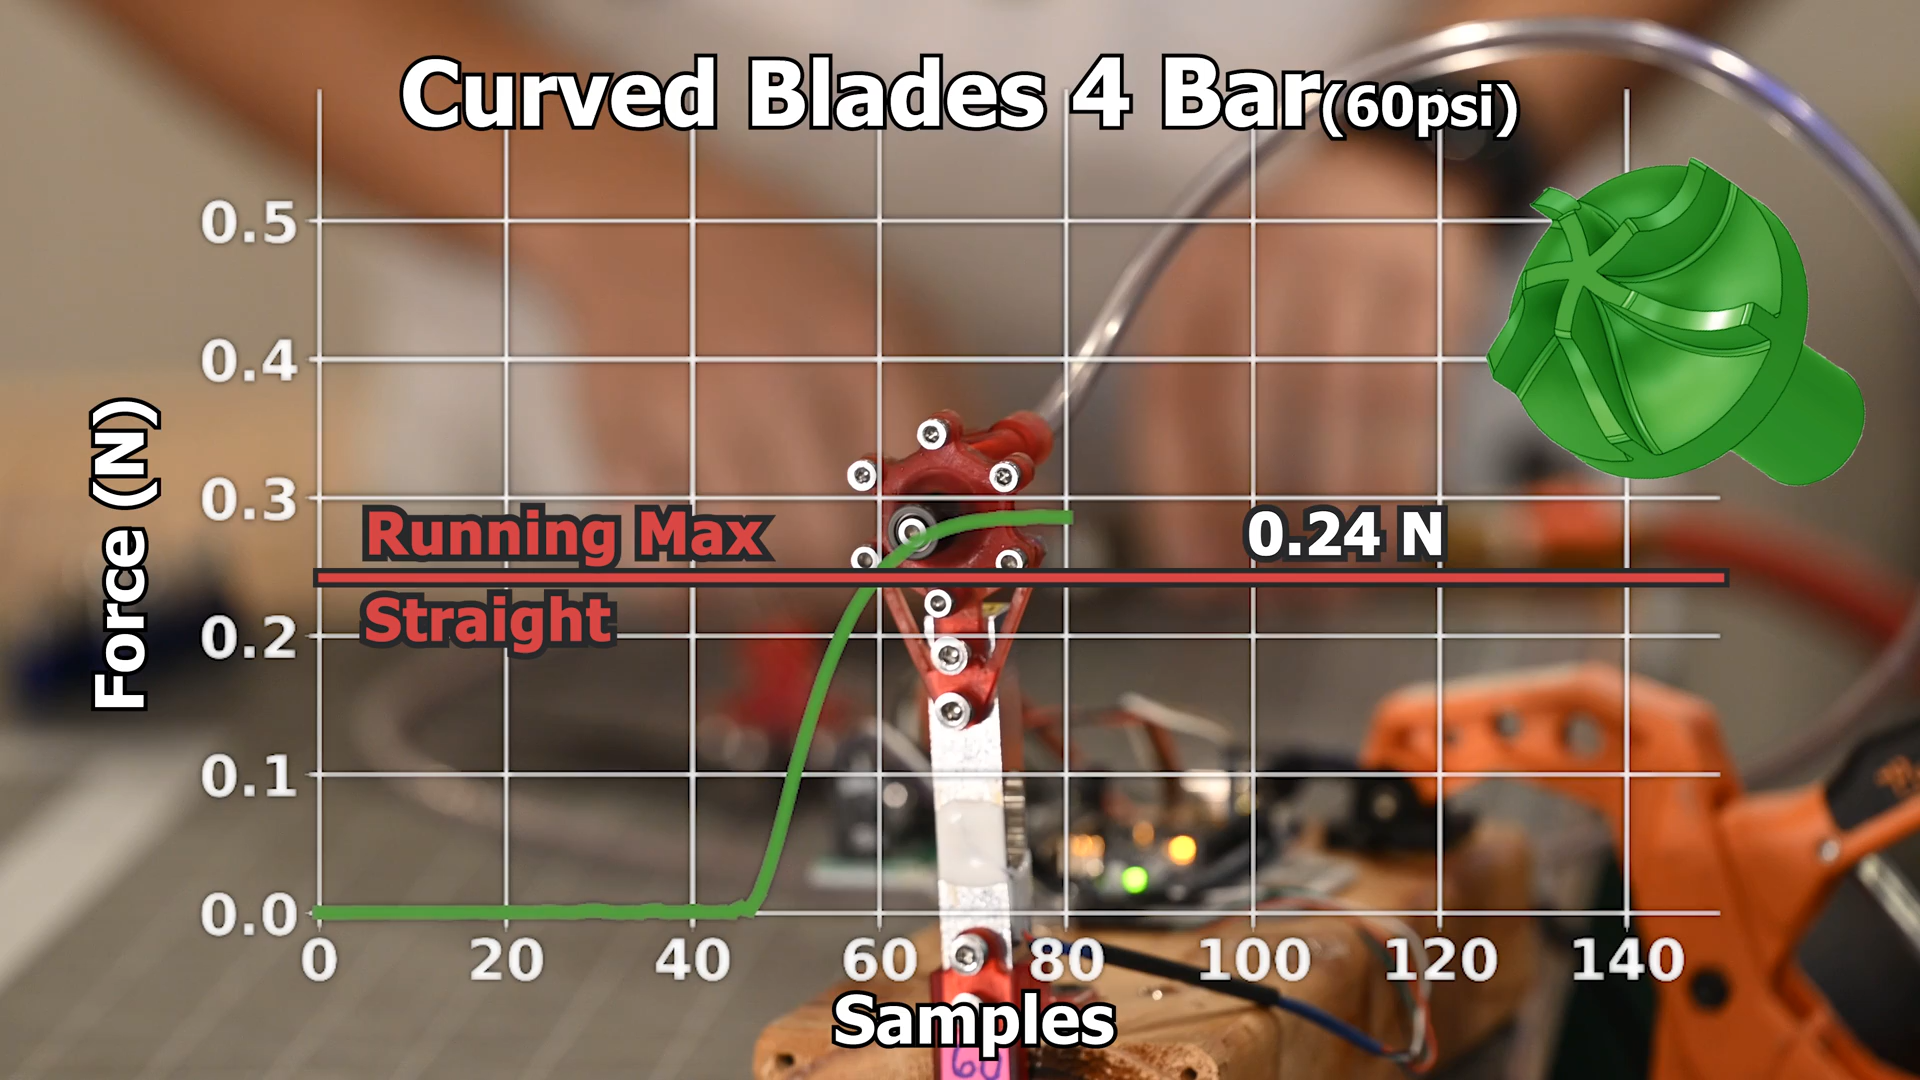 Curved Blades 4 Bar(60psi)
0.5
0.4
0.3
0.2
0.1
0.0
Force (N)
Running Max
Straight
0.24 N
0 20 40 60 80 100 120 140
Samples
60